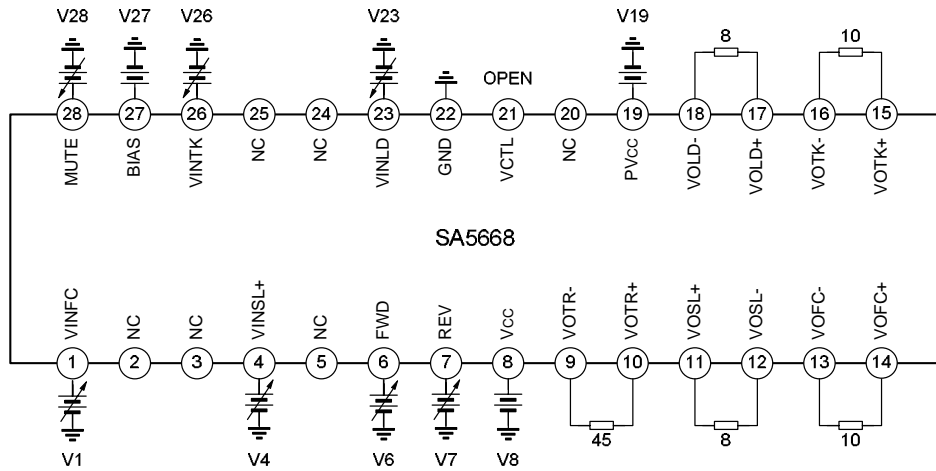 V28 V27 V26 V23 V19
8 10
OPEN
28 27 26 25 24 23 22 21 20 19 18 17 16 15
MUTE BIAS VINTK NC NC VINLD GND VCTL NC PVCC VOLD- VOLD+ VOTK- VOTK+
SA5668
VINFC NC NC VINSL+ NC FWD REV VCC VOTR- VOTR+ VOSL+ VOSL- VOFC- VOFC+
1 2 3 4 5 6 7 8 9 10 11 12 13 14
45 8 10
V1 V4 V6 V7 V8